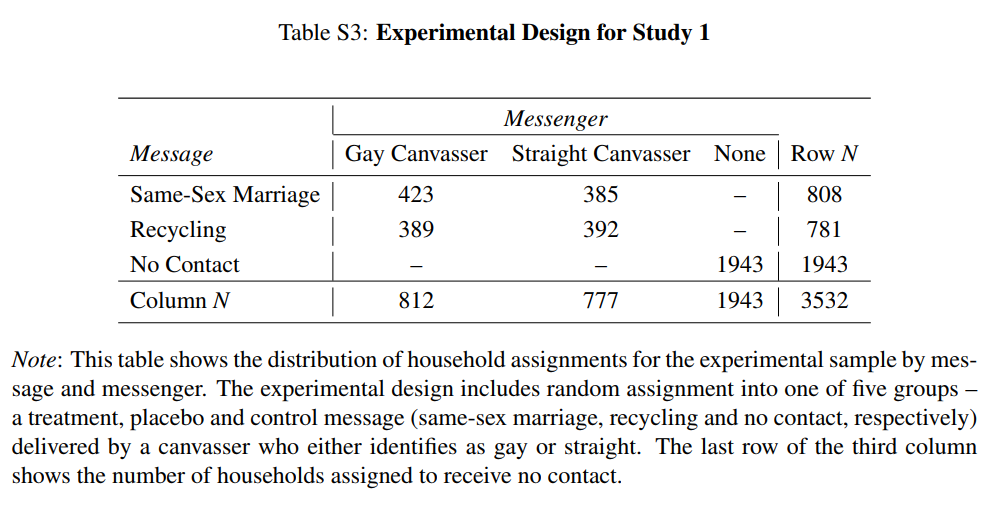 Table S3: Experimental Design for Study 1
Messenger
Message Gay Canvasser Straight Canvasser None Row N
Same-Sex Marriage 423 385 – 808
Recycling 389 392 – 781
No Contact – – 1943 1943
Column N 812 777 1943 3532
Note: This table shows the distribution of household assignments for the experimental sample by mes-
sage and messenger. The experimental design includes random assignment into one of five groups –
a treatment, placebo and control message (same-sex marriage, recycling and no contact, respectively)
delivered by a canvasser who either identifies as gay or straight. The last row of the third column
shows the number of households assigned to receive no contact.